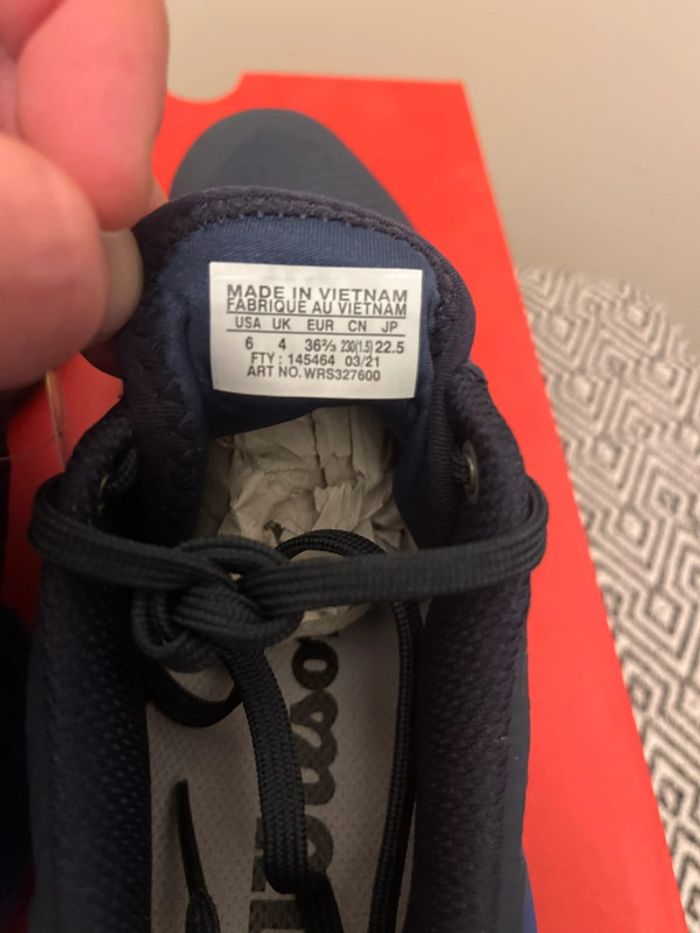 MADE IN VIETNAM
FABRIQUE AU VIETNAM
USA UK EUR CN JP
6 4 36⅔ 230(1.5) 22.5
FTY : 145464 03/21
ART NO. WRS327600